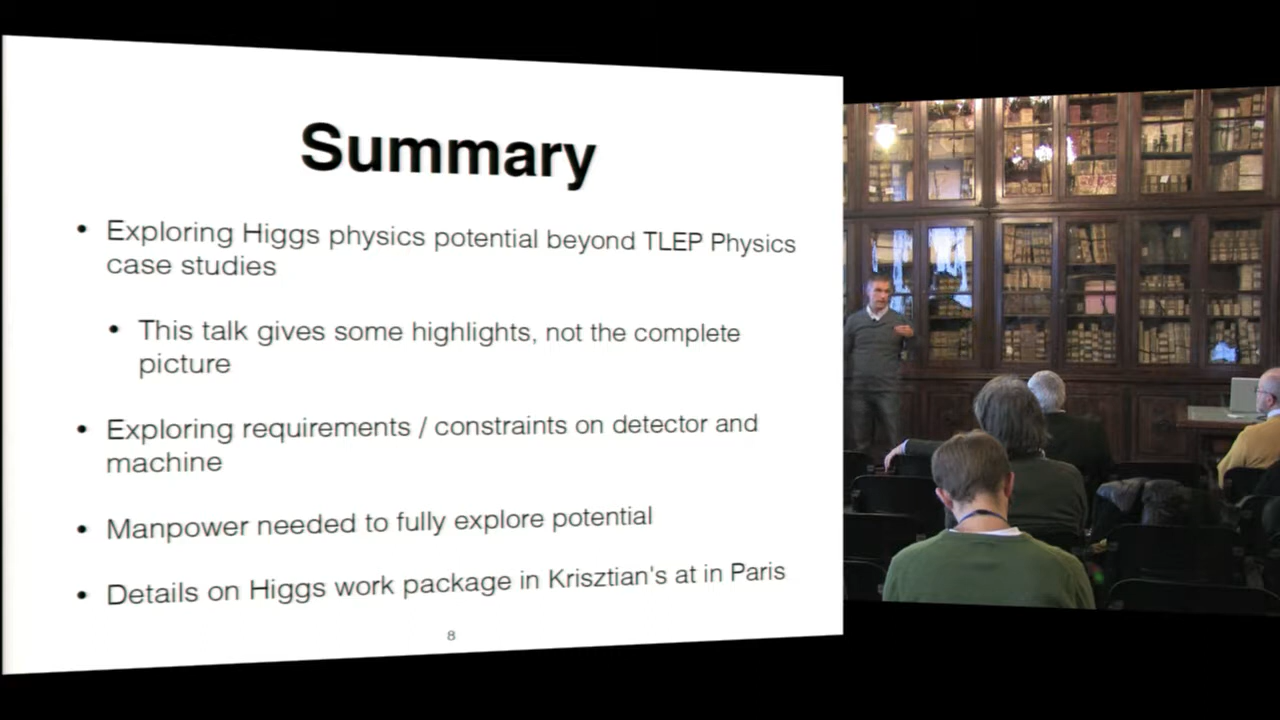 Summary
• Exploring Higgs physics potential beyond TLEP Physics
case studies
• This talk gives some highlights, not the complete
picture
• Exploring requirements / constraints on detector and
machine
• Manpower needed to fully explore potential
• Details on Higgs work package in Krisztian's at in Paris
8